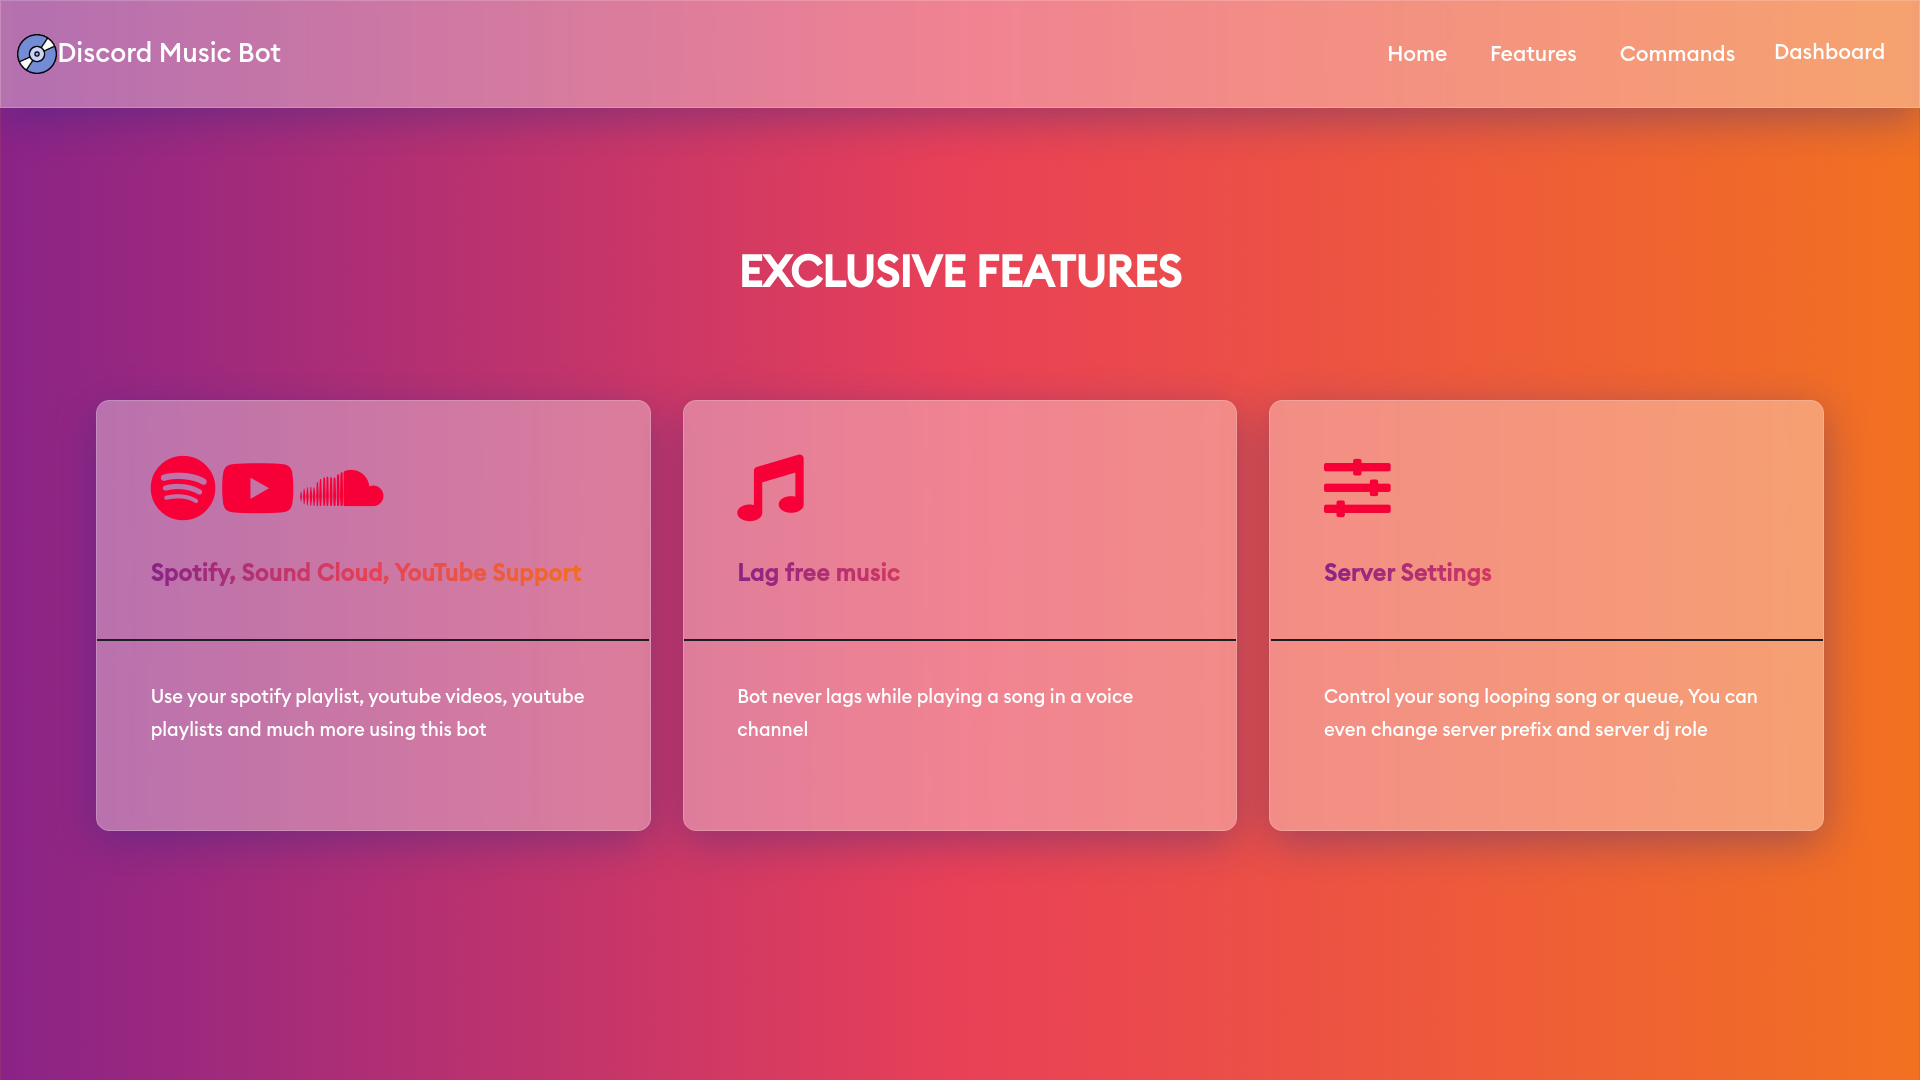 Discord Music Bot
Home
Features
Commands
Dashboard
EXCLUSIVE FEATURES
Spotify, Sound Cloud, YouTube Support
Use your spotify playlist, youtube videos, youtube
playlists and much more using this bot
Lag free music
Bot never lags while playing a song in a voice
channel
Server Settings
Control your song looping song or queue, You can
even change server prefix and server dj role